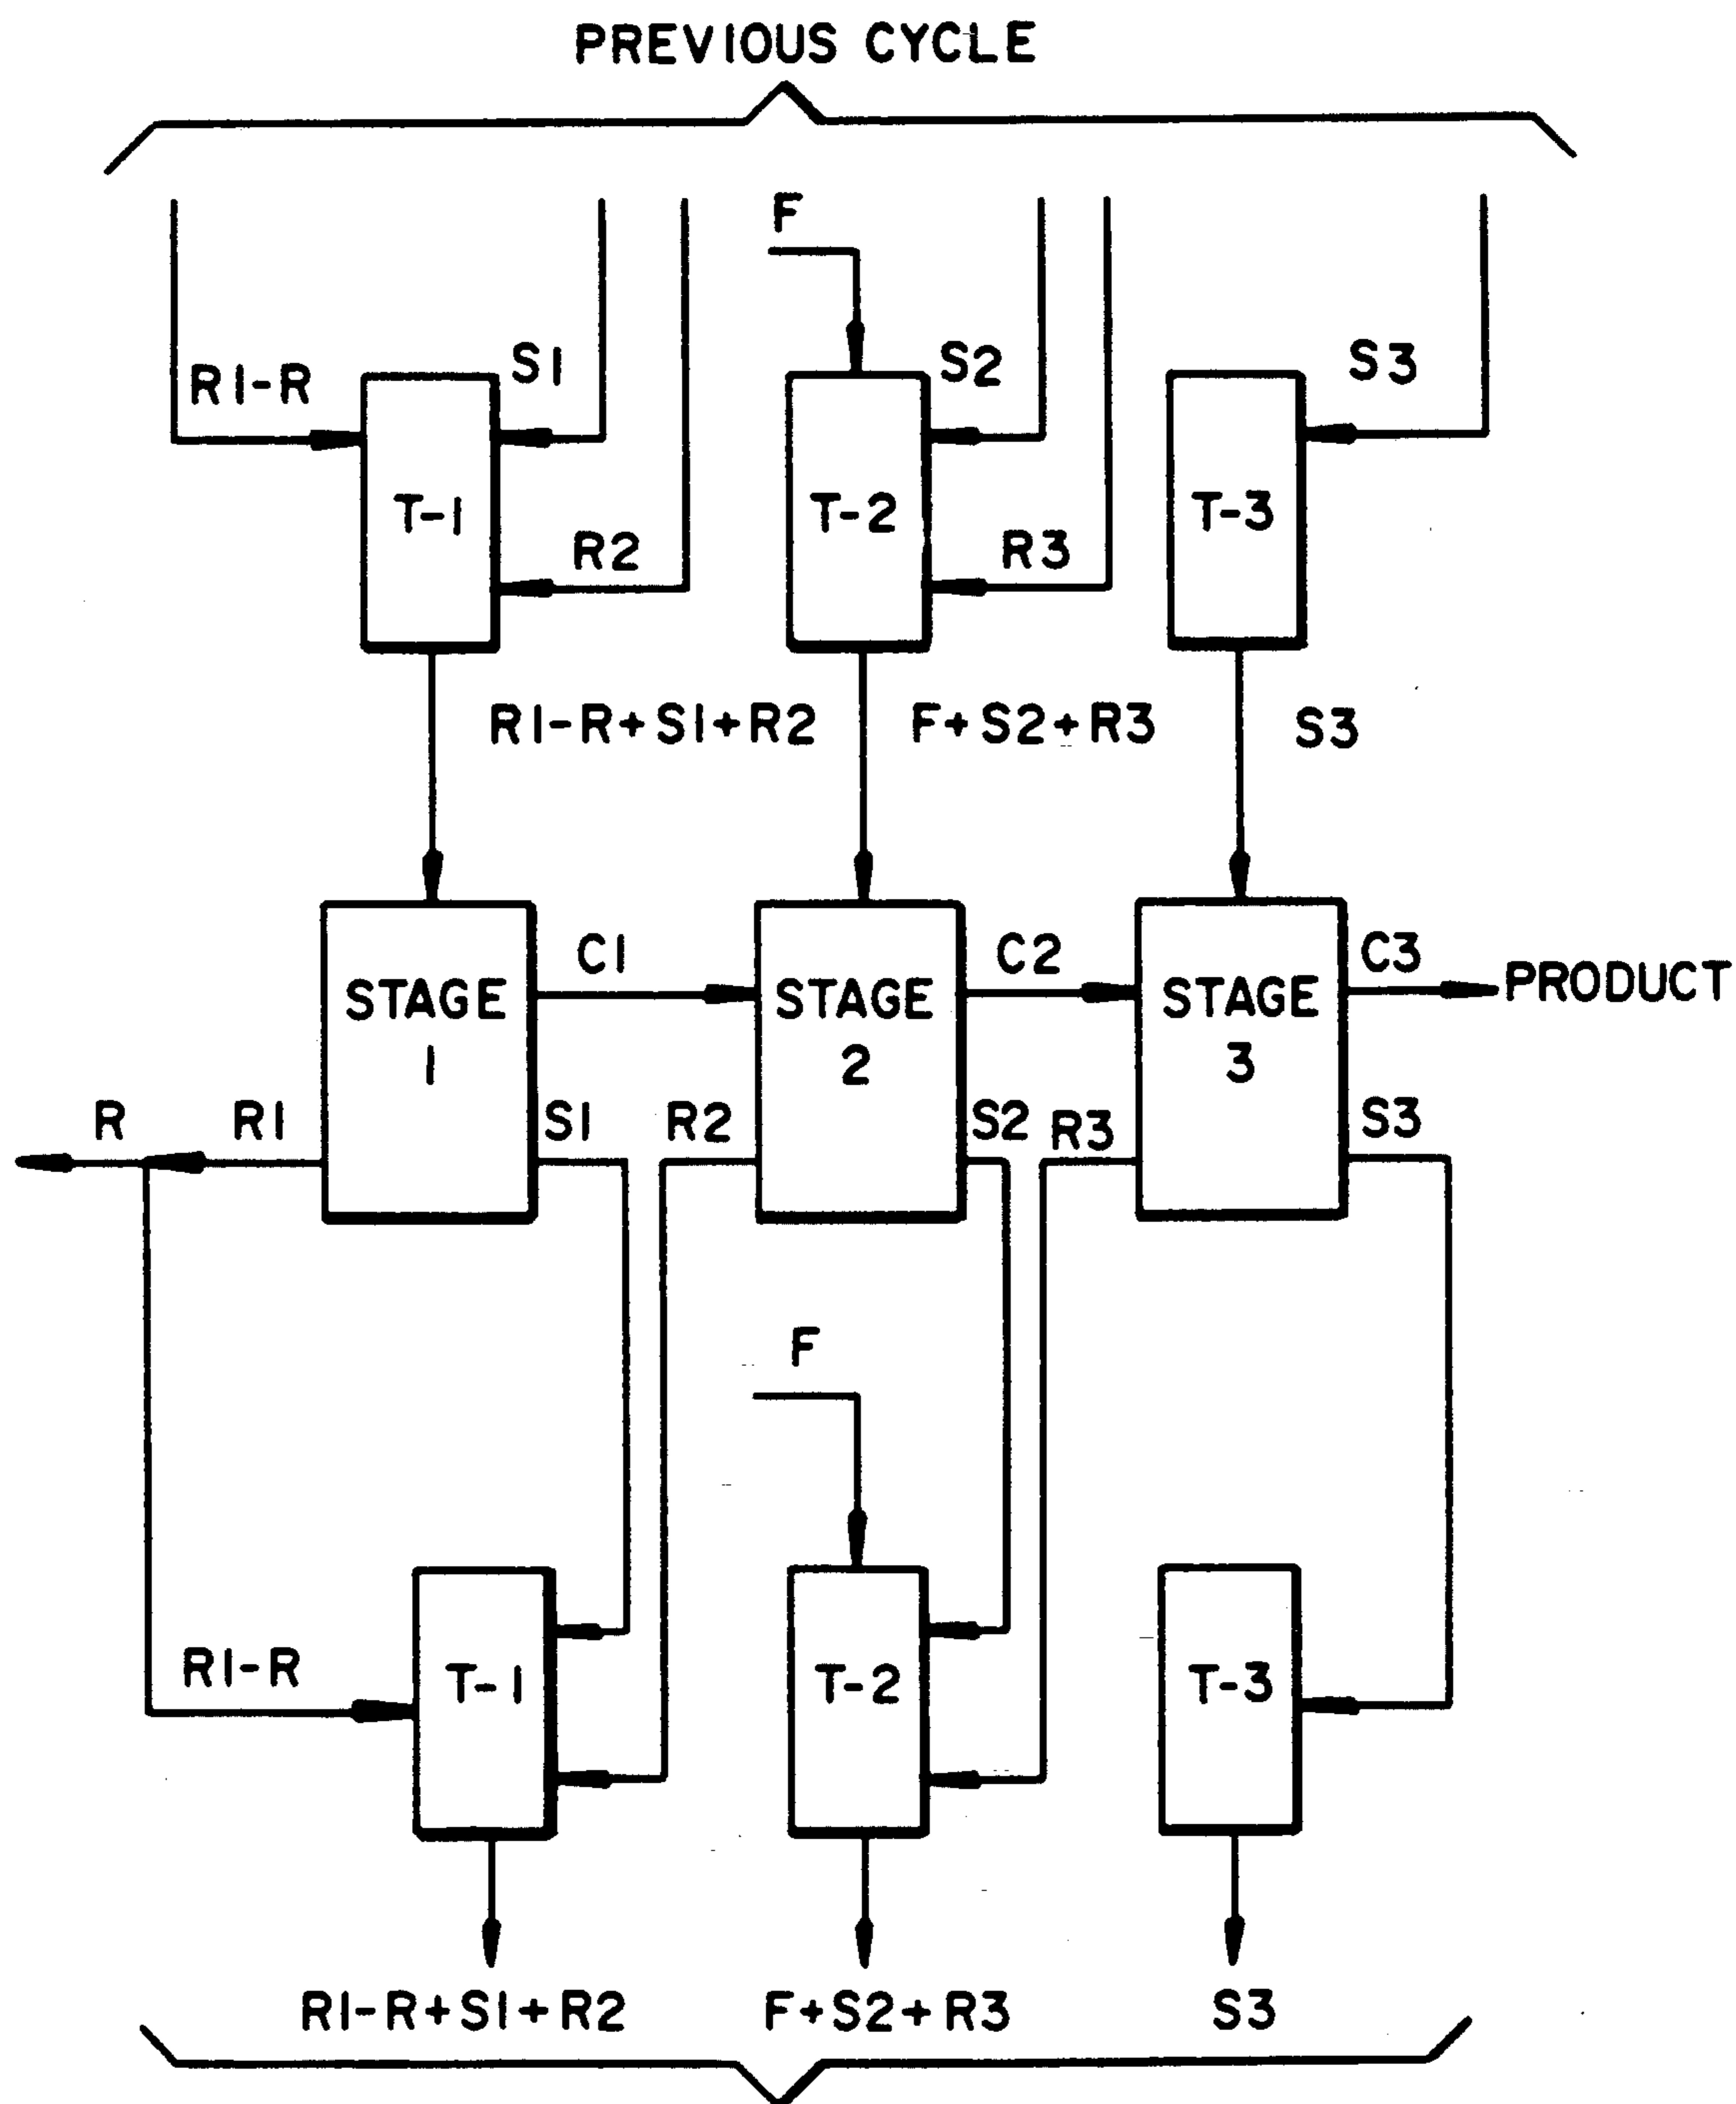 PREVIOUS CYCLE
F
R1-R
S1
S2
S3
T-1
T-2
T-3
R2
R3
R1-R+S1+R2
F+S2+R3
S3
C1
C2
C3
STAGE
1
STAGE
2
STAGE
3
PRODUCT
R
R1
S1
R2
S2
R3
S3
F
R1-R
T-1
T-2
T-3
R1-R+S1+R2
F+S2+R3
S3